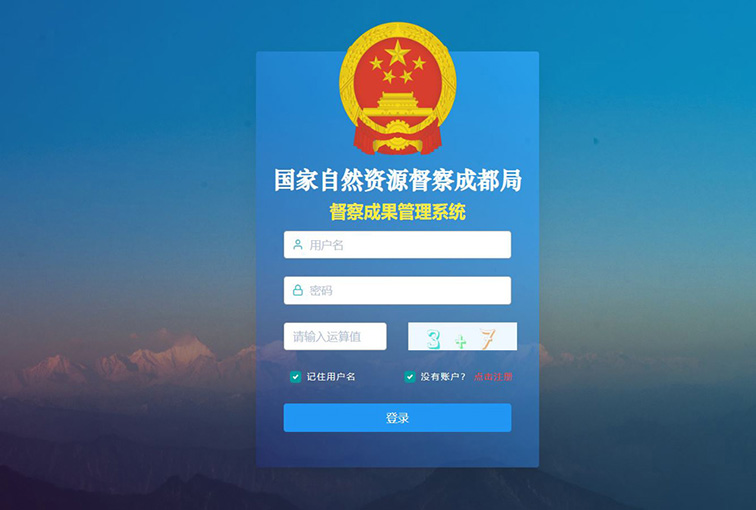 国家自然资源督察成都局
督察成果管理系统
用户名
密码
请输入运算值 3 + 7
记住用户名 没有账户？ 点击注册
登录